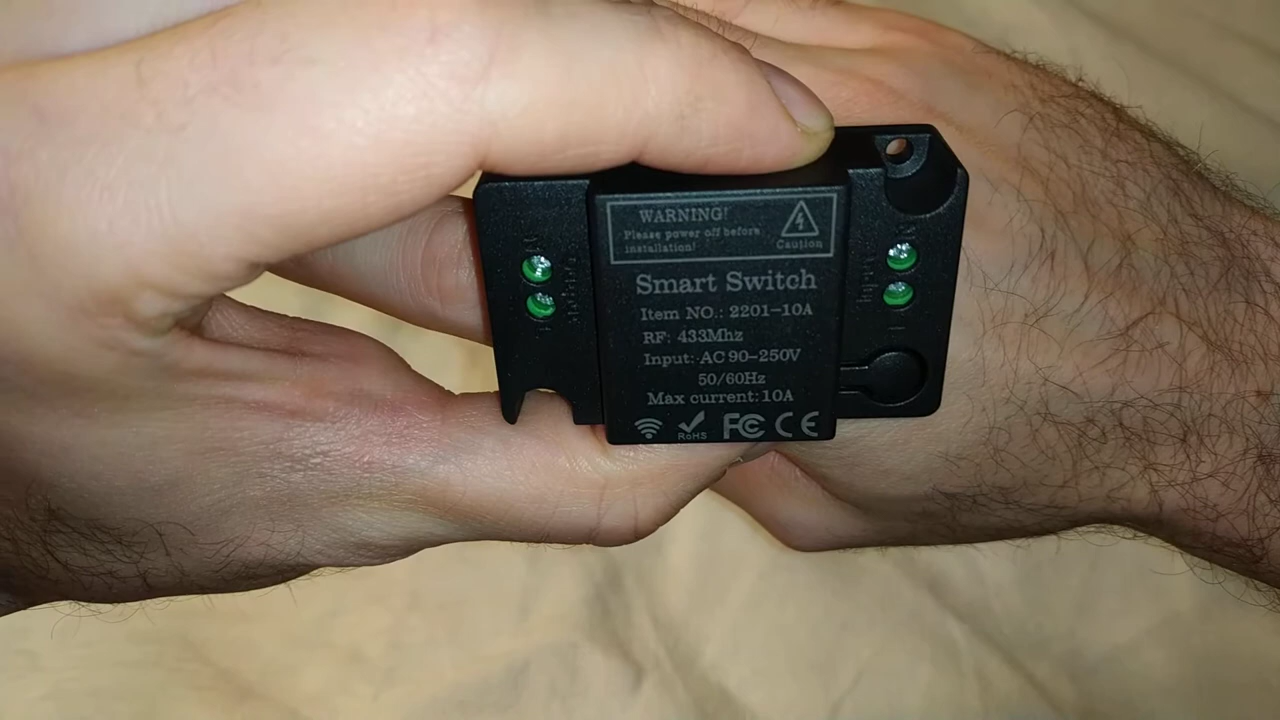 WARNING!
Please power off before
installation!
Caution
Smart Switch
Item NO.: 2201-10A
RF: 433Mhz
Input: AC 90-250V
50/60Hz
Max current: 10A
RoHS FC CE